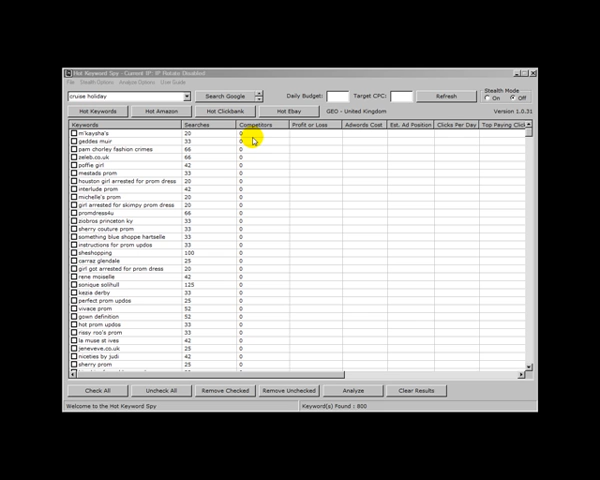 Hot Keyword Spy - Current IP: IP Rotate Disabled
File Stealth Options Analyze Options User Guide
cruise holiday Search Google Daily Budget: Target CPC: Refresh Stealth Mode On Off
Hot Keywords Hot Amazon Hot Clickbank Hot Ebay GEO - United Kingdom Version 1.0.31
Keywords Searches Competitors Profit or Loss Adwords Cost Est. Ad Position Clicks Per Day Top Paying Click
m'kaysha's 20 0
geddes muir 33 0
pam chorley fashion crimes 66 0
zeleb.co.uk 66 0
poffie girl 42 0
mestads prom 33 0
houston girl arrested for prom dress 20 0
interlude prom 42 0
michelle's prom 20 0
girl arrested for skimpy prom dress 20 0
promdress4u 66 0
ziobros princeton ky 33 0
sherry couture prom 33 0
something blue shoppe hartselle 33 0
instructions for prom updos 33 0
sheshopping 100 0
carraz glendale 25 0
girl got arrested for prom dress 20 0
rene moiselle 42 0
sonique solihull 125 0
kezia derby 33 0
perfect prom updos 25 0
vivace prom 52 0
gown definition 52 0
hot prom updos 33 0
rissy roo's prom 33 0
la muse st ives 42 0
jeneveve.co.uk 25 0
niceties by judi 42 0
sherry prom 25 0
Check All Uncheck All Remove Checked Remove Unchecked Analyze Clear Results
Welcome to the Hot Keyword Spy Keyword(s) Found : 800